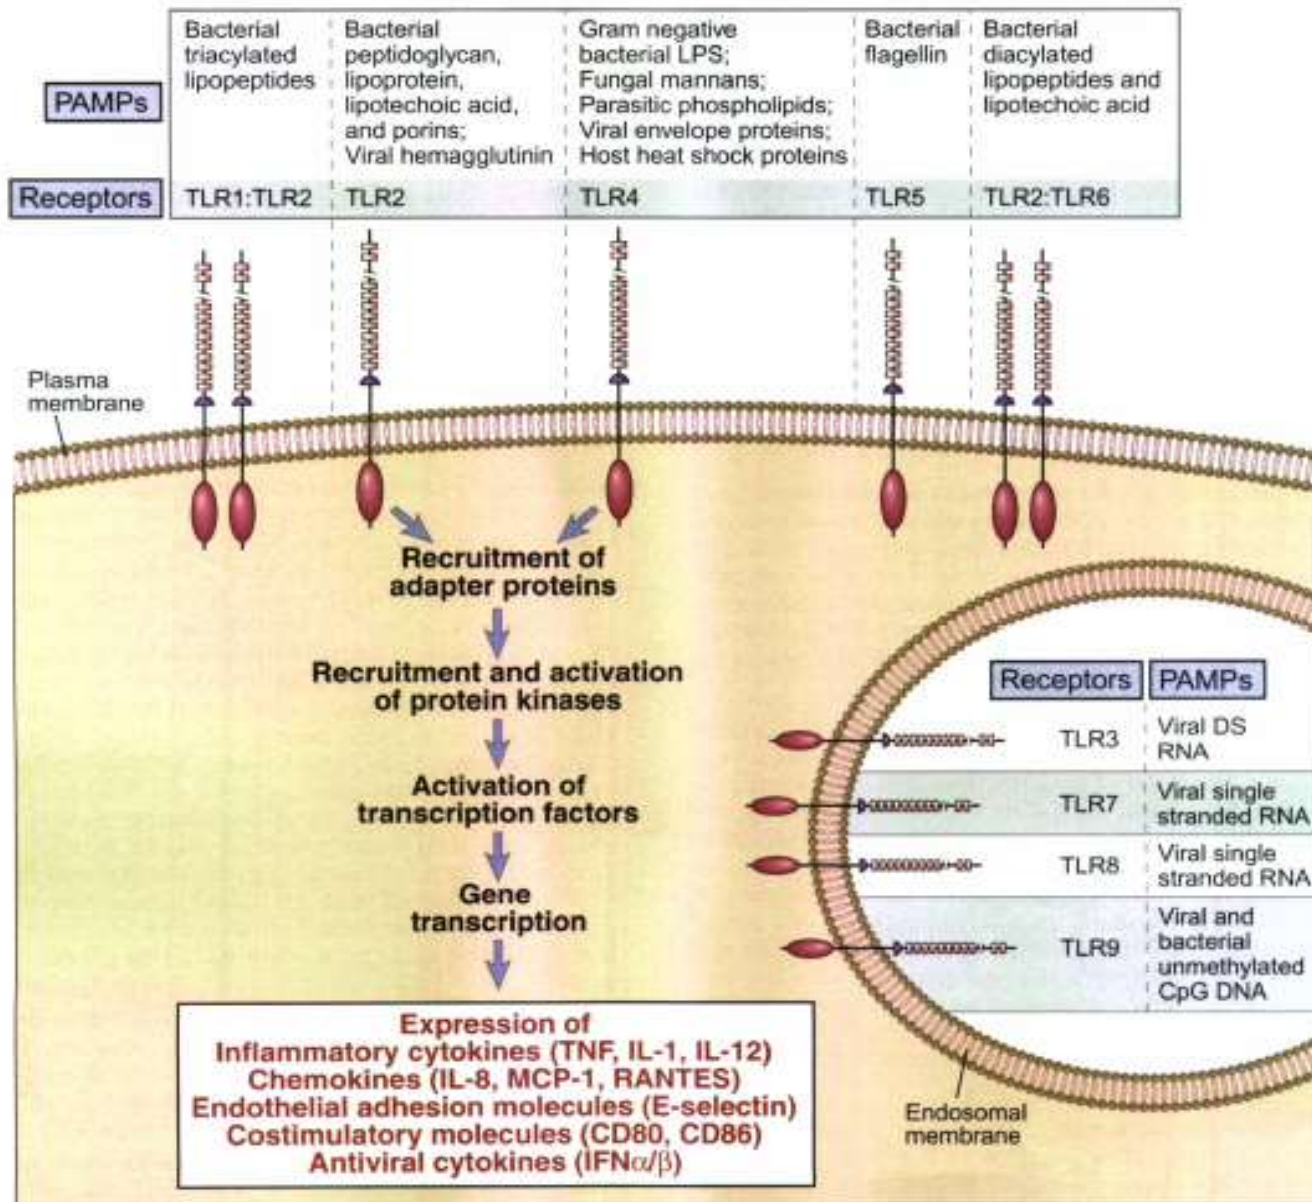 PAMPs
Bacterial
triacylated
lipopeptides
Bacterial
peptidoglycan,
lipoprotein,
lipotechoic acid,
and porins;
Viral hemagglutinin
Gram negative
bacterial LPS;
Fungal mannans;
Parasitic phospholipids;
Viral envelope proteins;
Host heat shock proteins
Bacterial
flagellin
Bacterial
diacylated
lipopeptides and
lipotechoic acid
Receptors
TLR1:TLR2
TLR2
TLR4
TLR5
TLR2:TLR6
Plasma
membrane
Recruitment of
adapter proteins
Recruitment and activation
of protein kinases
Activation of
transcription factors
Gene
transcription
Expression of
Inflammatory cytokines (TNF, IL-1, IL-12)
Chemokines (IL-8, MCP-1, RANTES)
Endothelial adhesion molecules (E-selectin)
Costimulatory molecules (CD80, CD86)
Antiviral cytokines (IFNα/β)
Receptors
PAMPs
TLR3
Viral DS
RNA
TLR7
Viral single
stranded RNA
TLR8
Viral single
stranded RNA
TLR9
Viral and
bacterial
unmethylated
CpG DNA
Endosomal
membrane